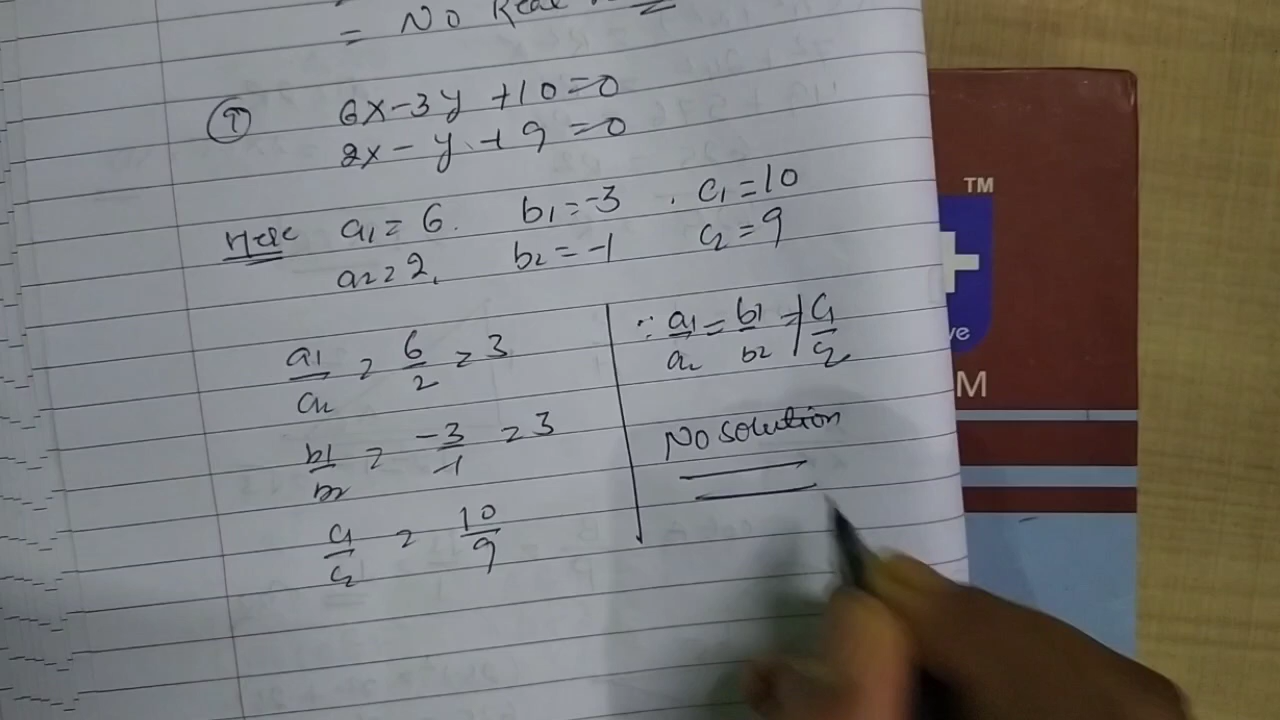 = No Real
⑦ 6x-3y+10=0
2x-y+9=0
Here a₁=6. b₁=-3, c₁=10
a₂=2, b₂=-1 c₂=9
a₁/a₂ = 6/2 = 3
b₁/b₂ = -3/-1 = 3
c₁/c₂ = 10/9
∵ a₁/a₂ = b₁/b₂ ≠ c₁/c₂
No solution
TM
ve
M